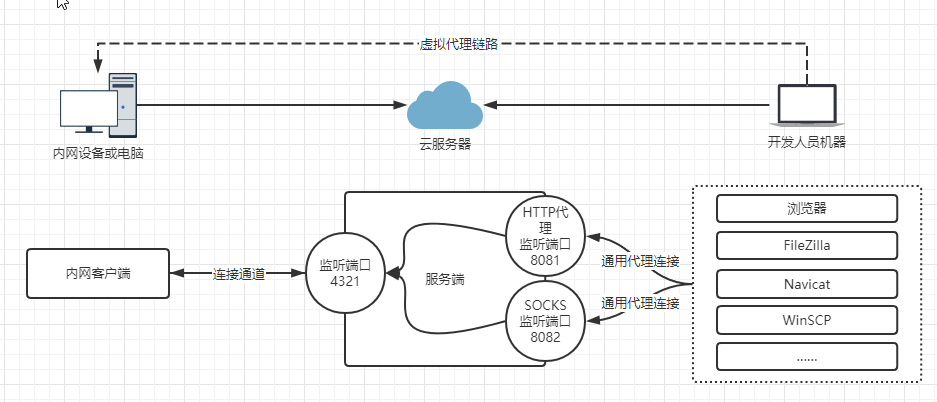 虚拟代理链路
内网设备或电脑
云服务器
开发人员机器
内网客户端
连接通道
监听端口
4321
服务端
HTTP代
理
监听端口
8081
SOCKS
监听端口
8082
通用代理连接
通用代理连接
浏览器
FileZilla
Navicat
WinSCP
......